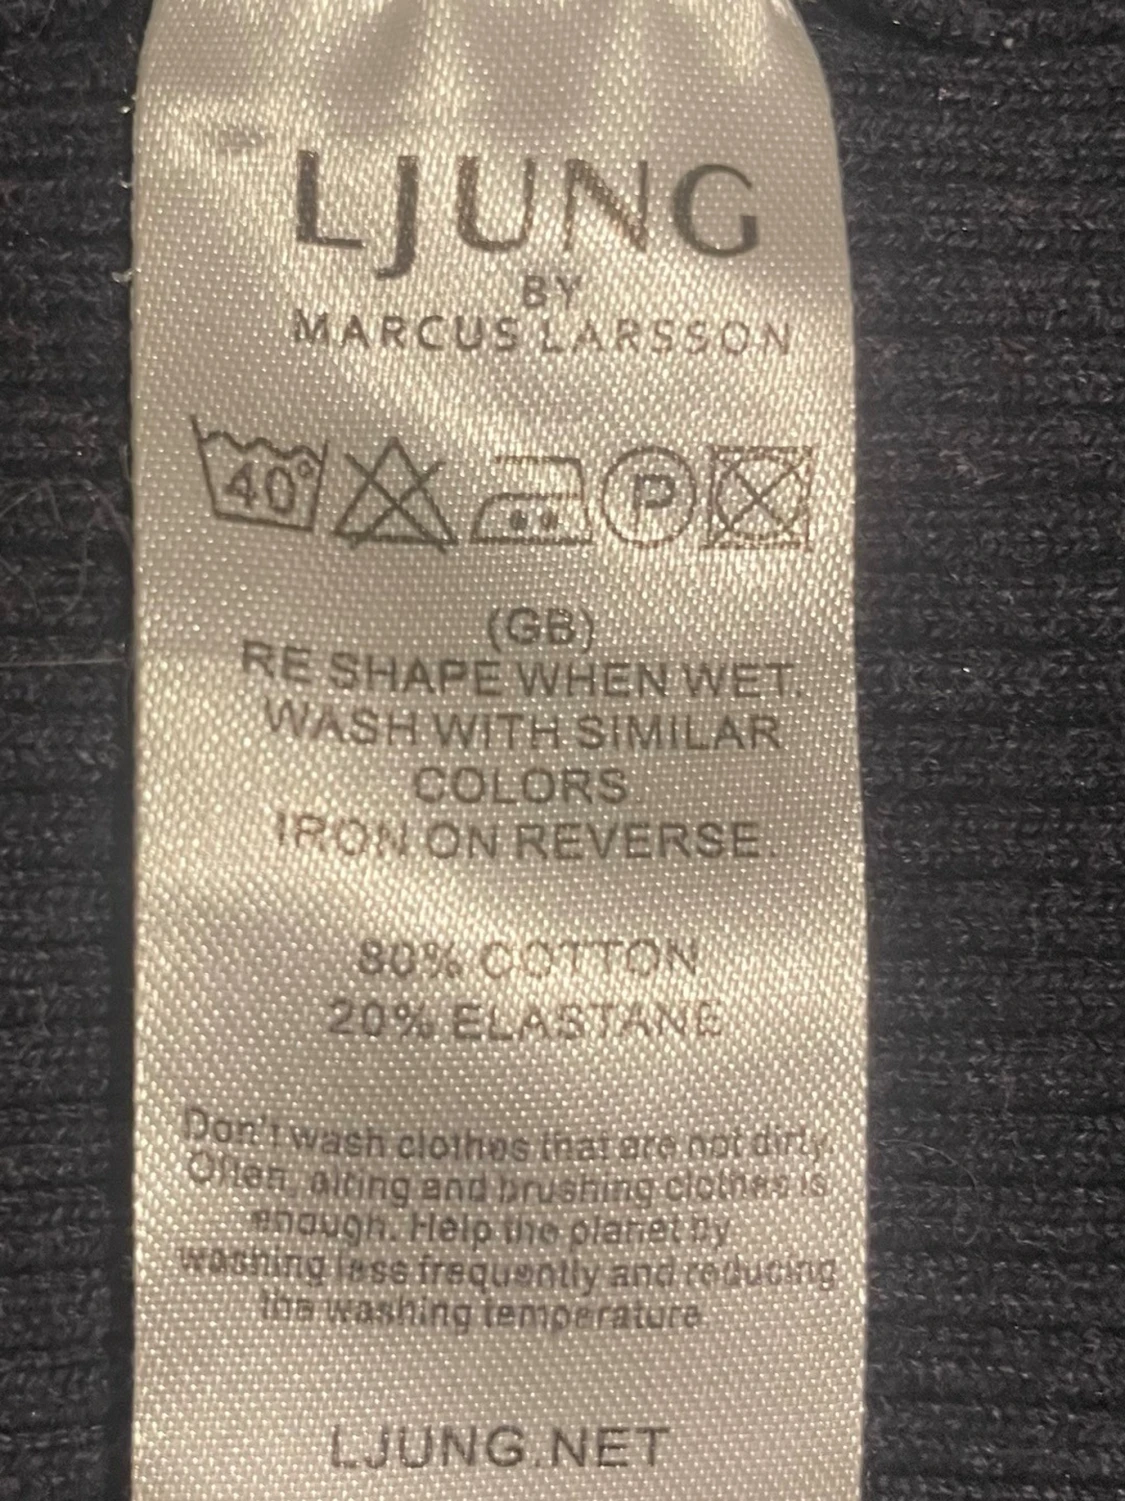 LJUNG
BY
MARCUS LARSSON
40°
P
(GB)
RE SHAPE WHEN WET.
WASH WITH SIMILAR
COLORS
IRON ON REVERSE.
80% COTTON
20% ELASTANE
Don't wash clothes that are not dirty.
Often, airing and brushing clothes is
enough. Help the planet by
washing less frequently and reducing
the washing temperature
LJUNG.NET